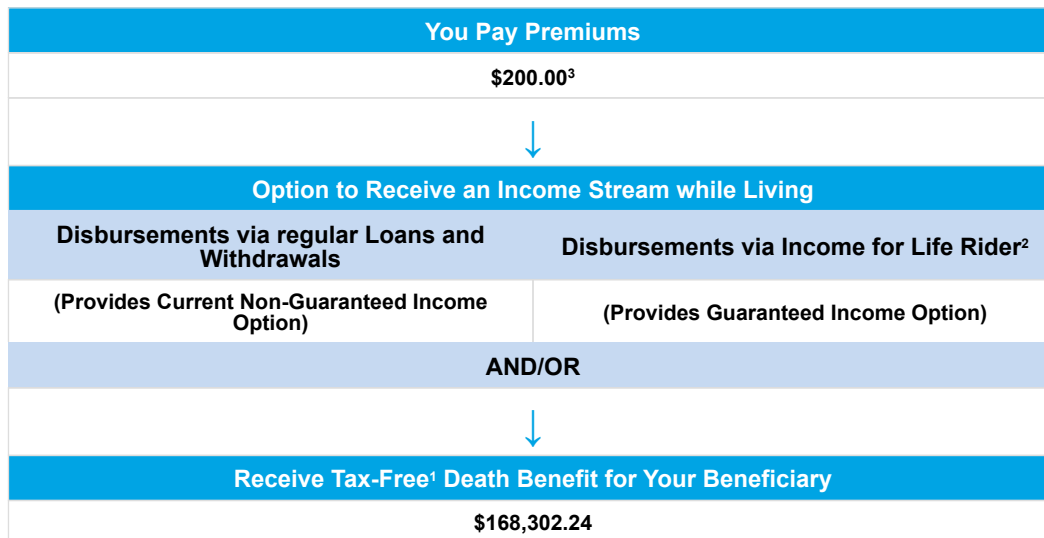 You Pay Premiums
$200.00³
↓
Option to Receive an Income Stream while Living
Disbursements via regular Loans and
Withdrawals
Disbursements via Income for Life Rider²
(Provides Current Non-Guaranteed Income
Option)
(Provides Guaranteed Income Option)
AND/OR
↓
Receive Tax-Free¹ Death Benefit for Your Beneficiary
$168,302.24